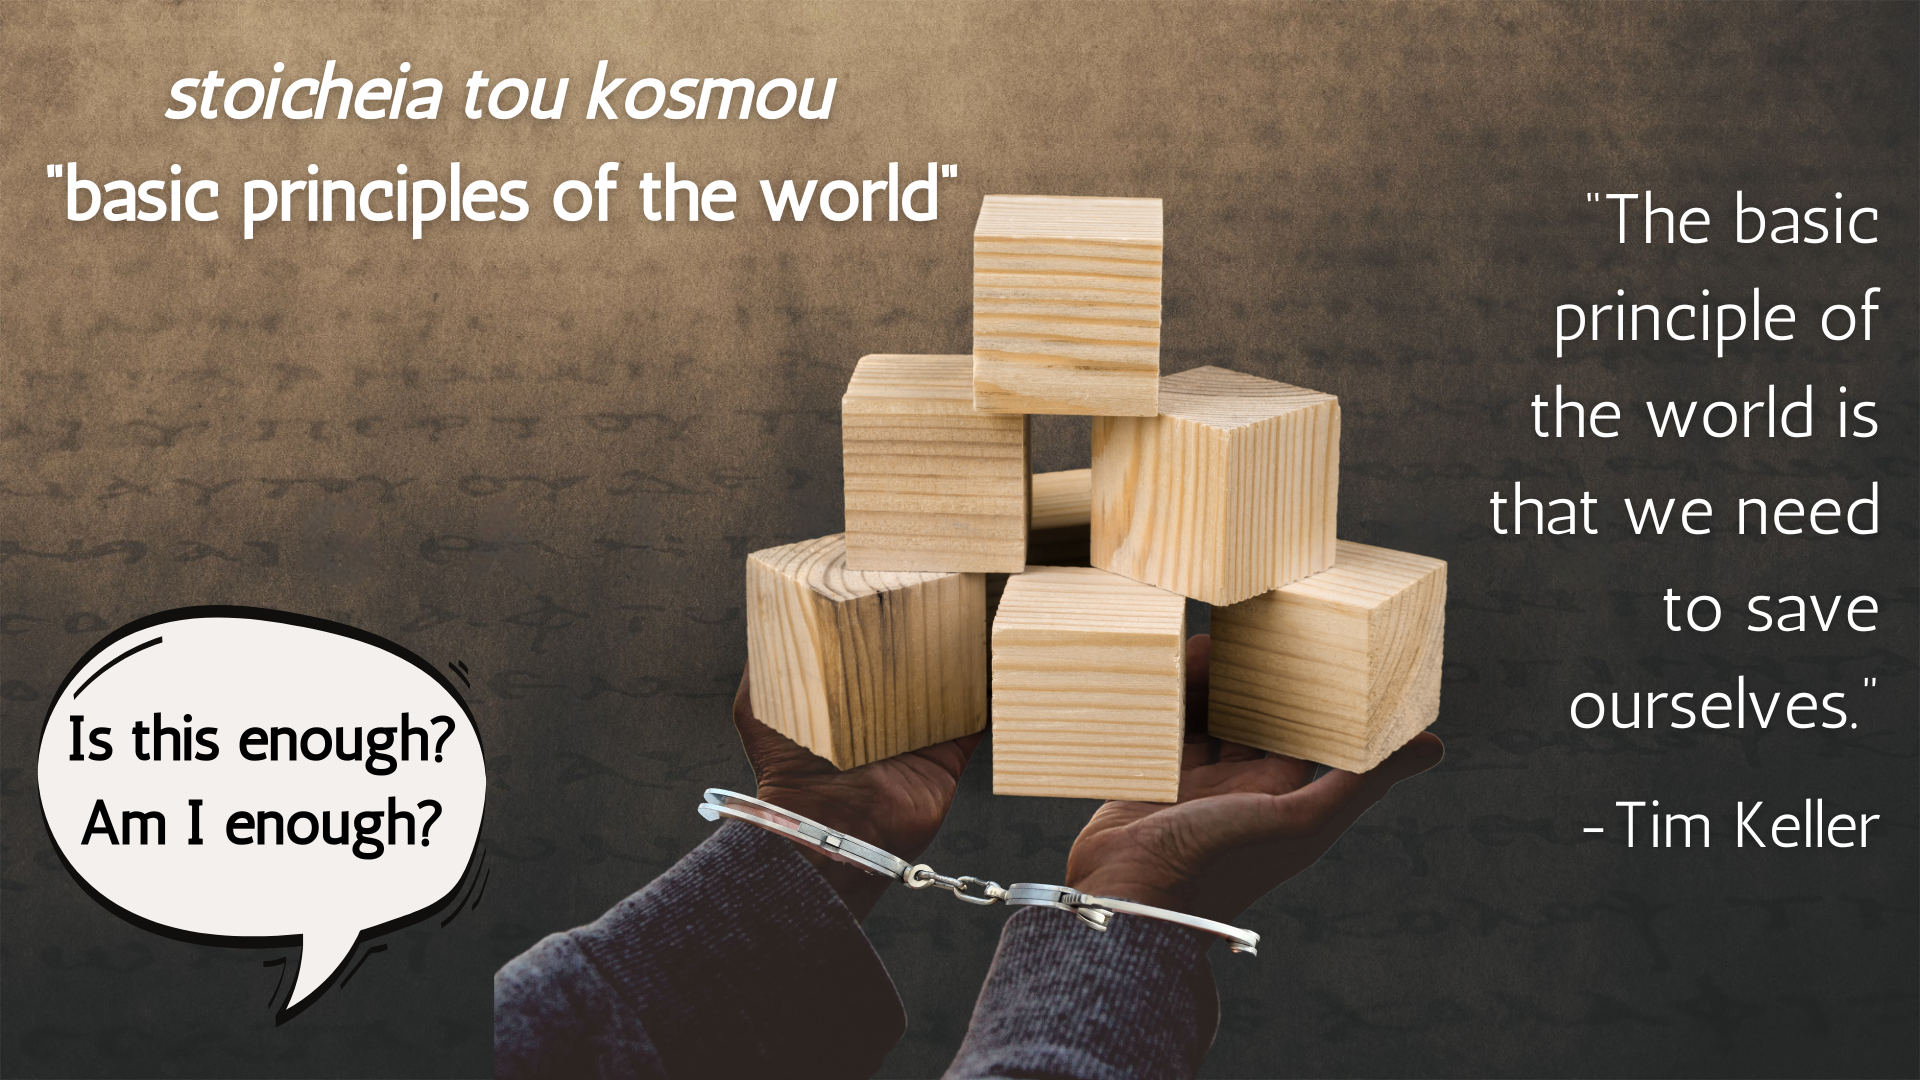 stoicheia tou kosmou
"basic principles of the world"
"The basic
principle of
the world is
that we need
to save
ourselves."
-Tim Keller
Is this enough?
Am I enough?